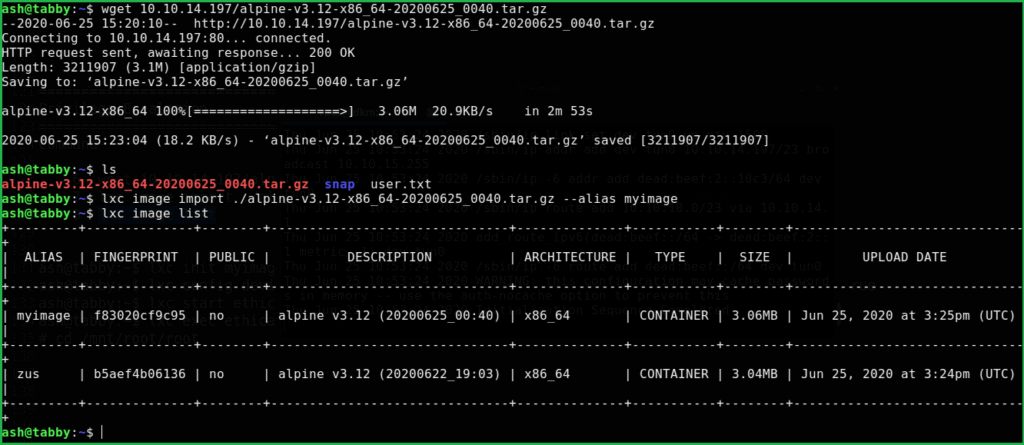 ash@tabby:~$ wget 10.10.14.197/alpine-v3.12-x86_64-20200625_0040.tar.gz
--2020-06-25 15:20:10--  http://10.10.14.197/alpine-v3.12-x86_64-20200625_0040.tar.gz
Connecting to 10.10.14.197:80... connected.
HTTP request sent, awaiting response... 200 OK
Length: 3211907 (3.1M) [application/gzip]
Saving to: ‘alpine-v3.12-x86_64-20200625_0040.tar.gz’
alpine-v3.12-x86_64 100%[===================>]   3.06M  20.9KB/s    in 2m 53s
2020-06-25 15:23:04 (18.2 KB/s) - ‘alpine-v3.12-x86_64-20200625_0040.tar.gz’ saved [3211907/3211907]
ash@tabby:~$ ls
alpine-v3.12-x86_64-20200625_0040.tar.gz  snap  user.txt
ash@tabby:~$ lxc image import ./alpine-v3.12-x86_64-20200625_0040.tar.gz --alias myimage
ash@tabby:~$ lxc image list
+---------+--------------+--------+-------------------------------+--------------+-----------+--------+------------------------------
+
|  ALIAS  | FINGERPRINT  | PUBLIC |          DESCRIPTION          | ARCHITECTURE |   TYPE    |  SIZE  |         UPLOAD DATE
|
+---------+--------------+--------+-------------------------------+--------------+-----------+--------+------------------------------
+
| myimage | f83020cf9c95 | no     | alpine v3.12 (20200625_00:40) | x86_64       | CONTAINER | 3.06MB | Jun 25, 2020 at 3:25pm (UTC)
|
+---------+--------------+--------+-------------------------------+--------------+-----------+--------+------------------------------
+
| zus     | b5aef4b06136 | no     | alpine v3.12 (20200622_19:03) | x86_64       | CONTAINER | 3.04MB | Jun 25, 2020 at 3:24pm (UTC)
|
+---------+--------------+--------+-------------------------------+--------------+-----------+--------+------------------------------
+
ash@tabby:~$